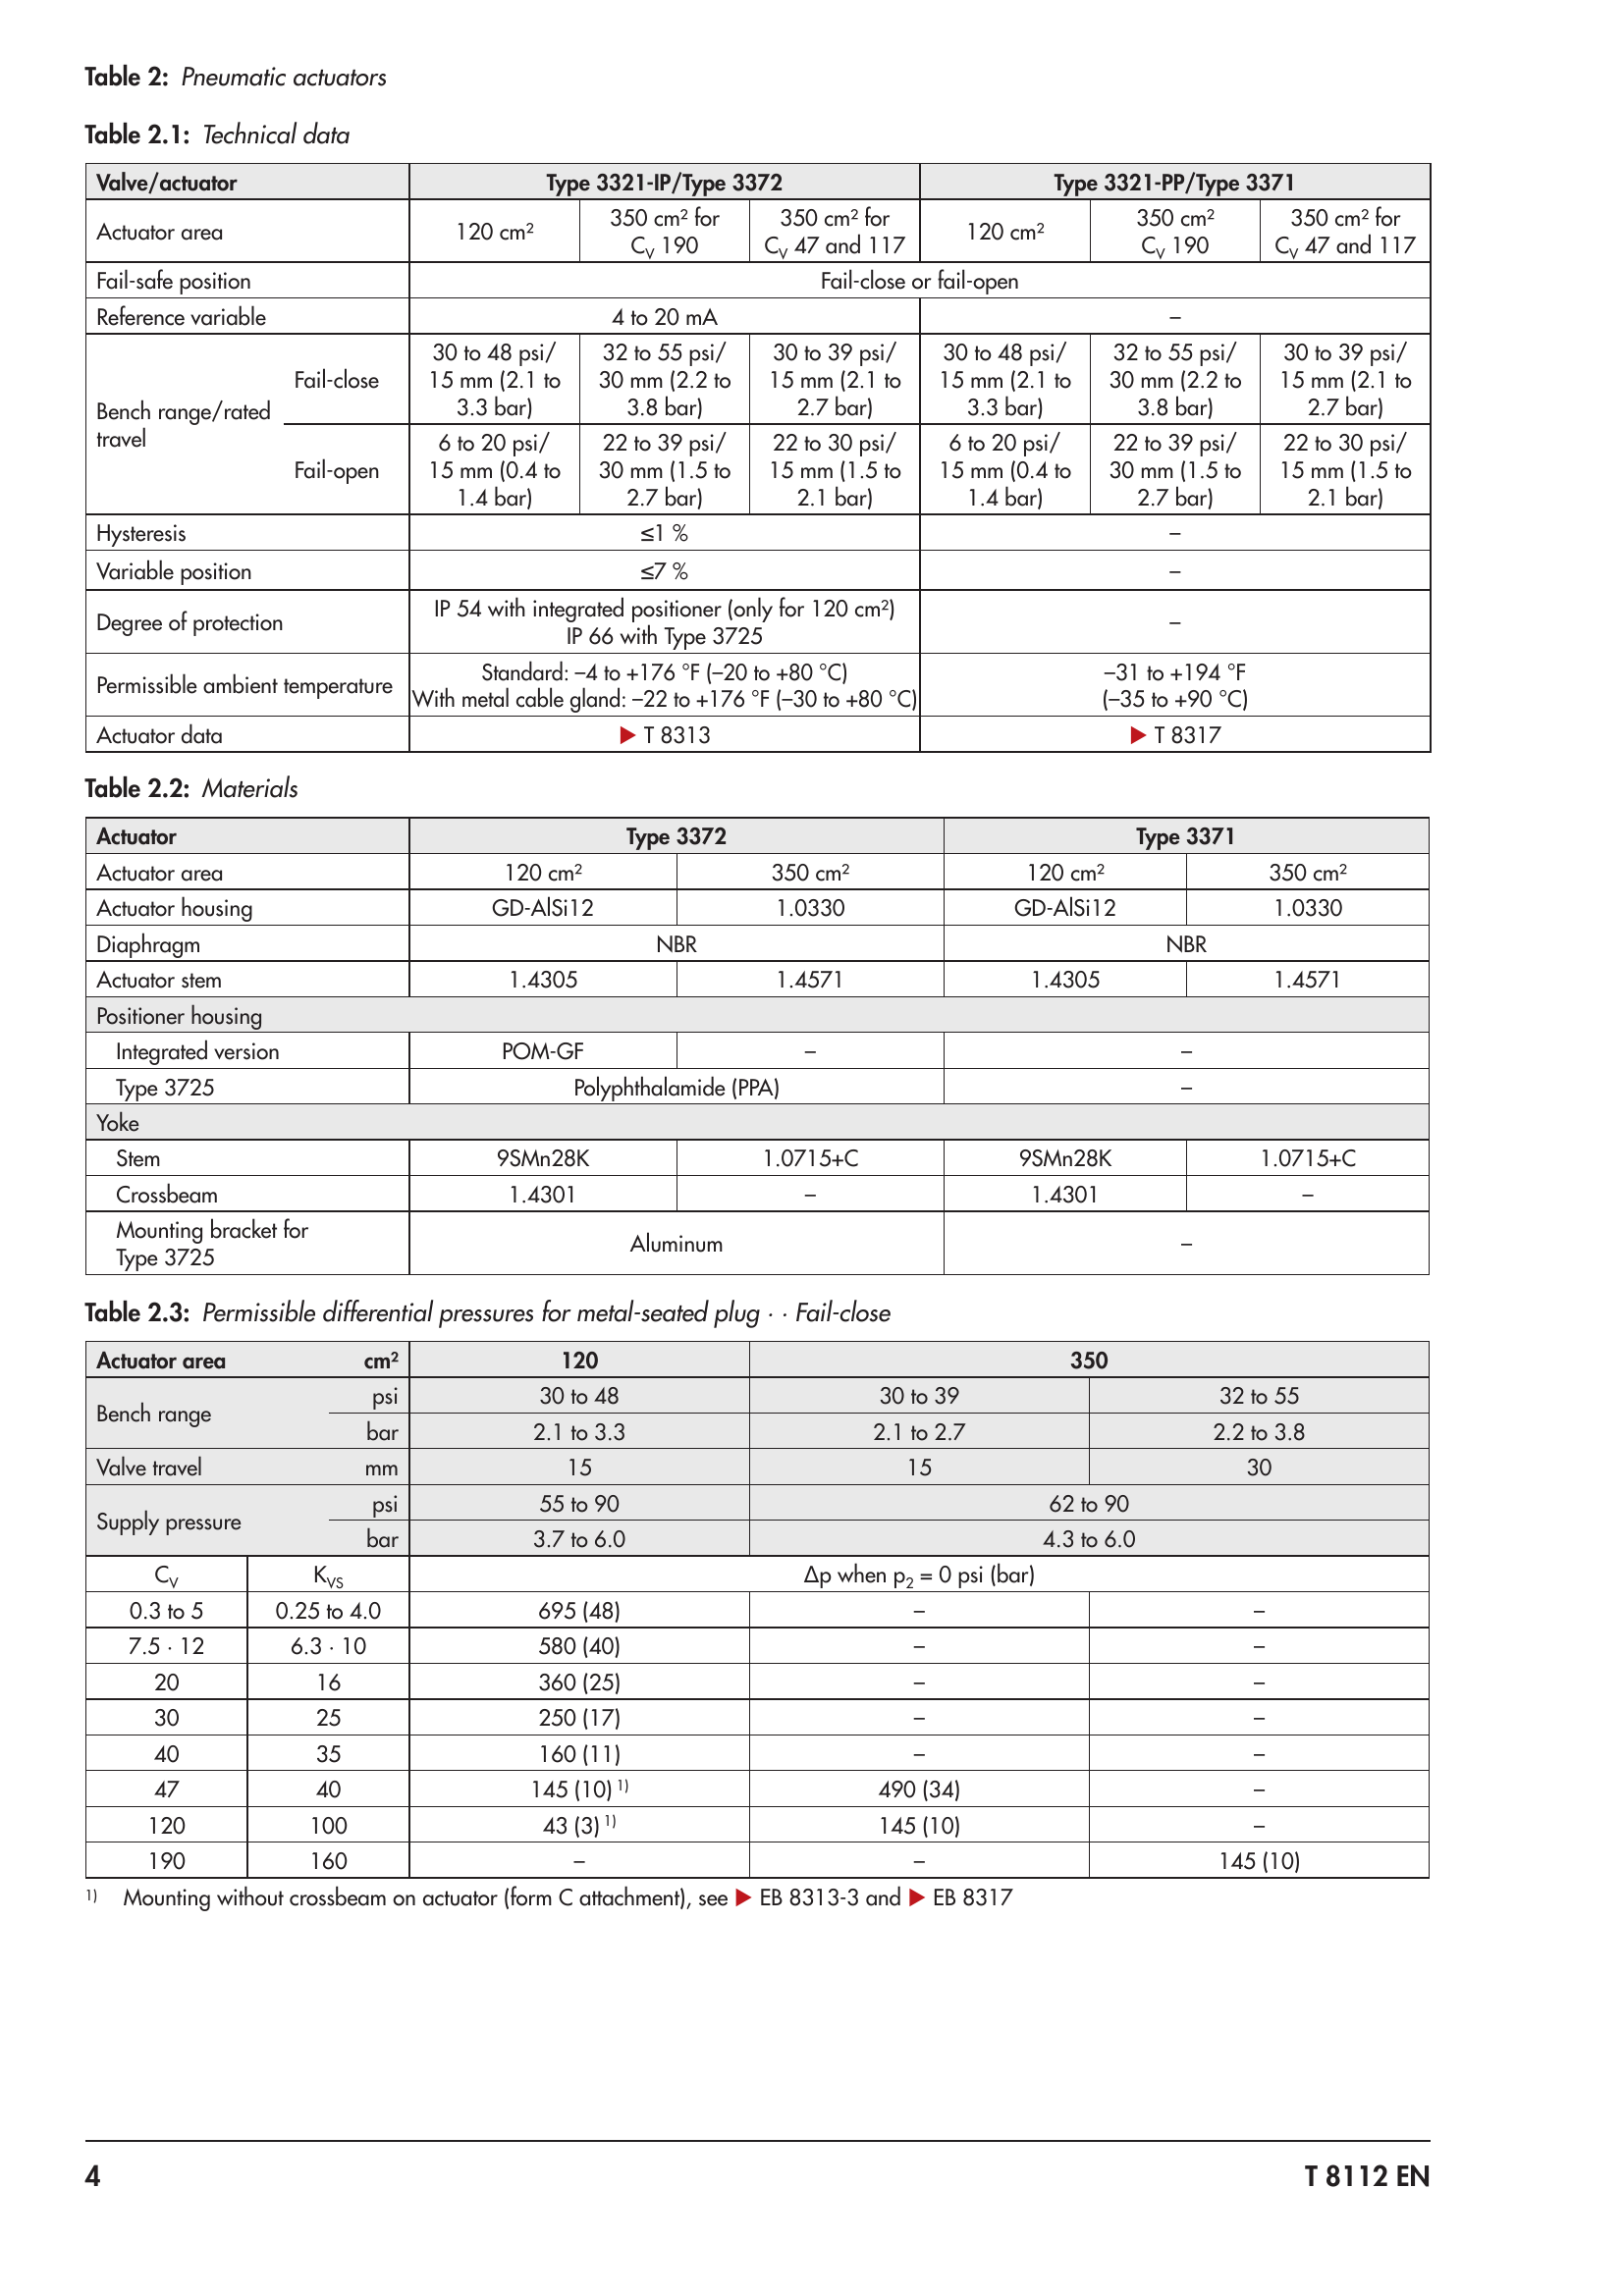 Table 2: Pneumatic actuators
Table 2.1: Technical data
Valve/actuator Type 3321-IP/Type 3372 Type 3321-PP/Type 3371
Actuator area 120 cm² 350 cm² for C_V 190 350 cm² for C_V 47 and 117 120 cm² 350 cm² C_V 190 350 cm² for C_V 47 and 117
Fail-safe position Fail-close or fail-open
Reference variable 4 to 20 mA –
Bench range/rated travel
Fail-close 30 to 48 psi/ 15 mm (2.1 to 3.3 bar) 32 to 55 psi/ 30 mm (2.2 to 3.8 bar) 30 to 39 psi/ 15 mm (2.1 to 2.7 bar) 30 to 48 psi/ 15 mm (2.1 to 3.3 bar) 32 to 55 psi/ 30 mm (2.2 to 3.8 bar) 30 to 39 psi/ 15 mm (2.1 to 2.7 bar)
Fail-open 6 to 20 psi/ 15 mm (0.4 to 1.4 bar) 22 to 39 psi/ 30 mm (1.5 to 2.7 bar) 22 to 30 psi/ 15 mm (1.5 to 2.1 bar) 6 to 20 psi/ 15 mm (0.4 to 1.4 bar) 22 to 39 psi/ 30 mm (1.5 to 2.7 bar) 22 to 30 psi/ 15 mm (1.5 to 2.1 bar)
Hysteresis ≤1 % –
Variable position ≤7 % –
Degree of protection IP 54 with integrated positioner (only for 120 cm²) –
IP 66 with Type 3725
Permissible ambient temperature Standard: –4 to +176 °F (–20 to +80 °C) –31 to +194 °F
With metal cable gland: –22 to +176 °F (–30 to +80 °C) (–35 to +90 °C)
Actuator data ▶ T 8313 ▶ T 8317
Table 2.2: Materials
Actuator Type 3372 Type 3371
Actuator area 120 cm² 350 cm² 120 cm² 350 cm²
Actuator housing GD-AlSi12 1.0330 GD-AlSi12 1.0330
Diaphragm NBR NBR
Actuator stem 1.4305 1.4571 1.4305 1.4571
Positioner housing
Integrated version POM-GF – –
Type 3725 Polyphthalamide (PPA) –
Yoke
Stem 9SMn28K 1.0715+C 9SMn28K 1.0715+C
Crossbeam 1.4301 – 1.4301 –
Mounting bracket for
Type 3725 Aluminum –
Table 2.3: Permissible differential pressures for metal-seated plug · · Fail-close
Actuator area cm² 120 350
Bench range psi 30 to 48 30 to 39 32 to 55
bar 2.1 to 3.3 2.1 to 2.7 2.2 to 3.8
Valve travel mm 15 15 30
Supply pressure psi 55 to 90 62 to 90
bar 3.7 to 6.0 4.3 to 6.0
C_V K_VS Δp when p₂ = 0 psi (bar)
0.3 to 5 0.25 to 4.0 695 (48) – –
7.5 · 12 6.3 · 10 580 (40) – –
20 16 360 (25) – –
30 25 250 (17) – –
40 35 160 (11) – –
47 40 145 (10) ¹⁾ 490 (34) –
120 100 43 (3) ¹⁾ 145 (10) –
190 160 – – 145 (10)
¹⁾ Mounting without crossbeam on actuator (form C attachment), see ▶ EB 8313-3 and ▶ EB 8317
4 T 8112 EN